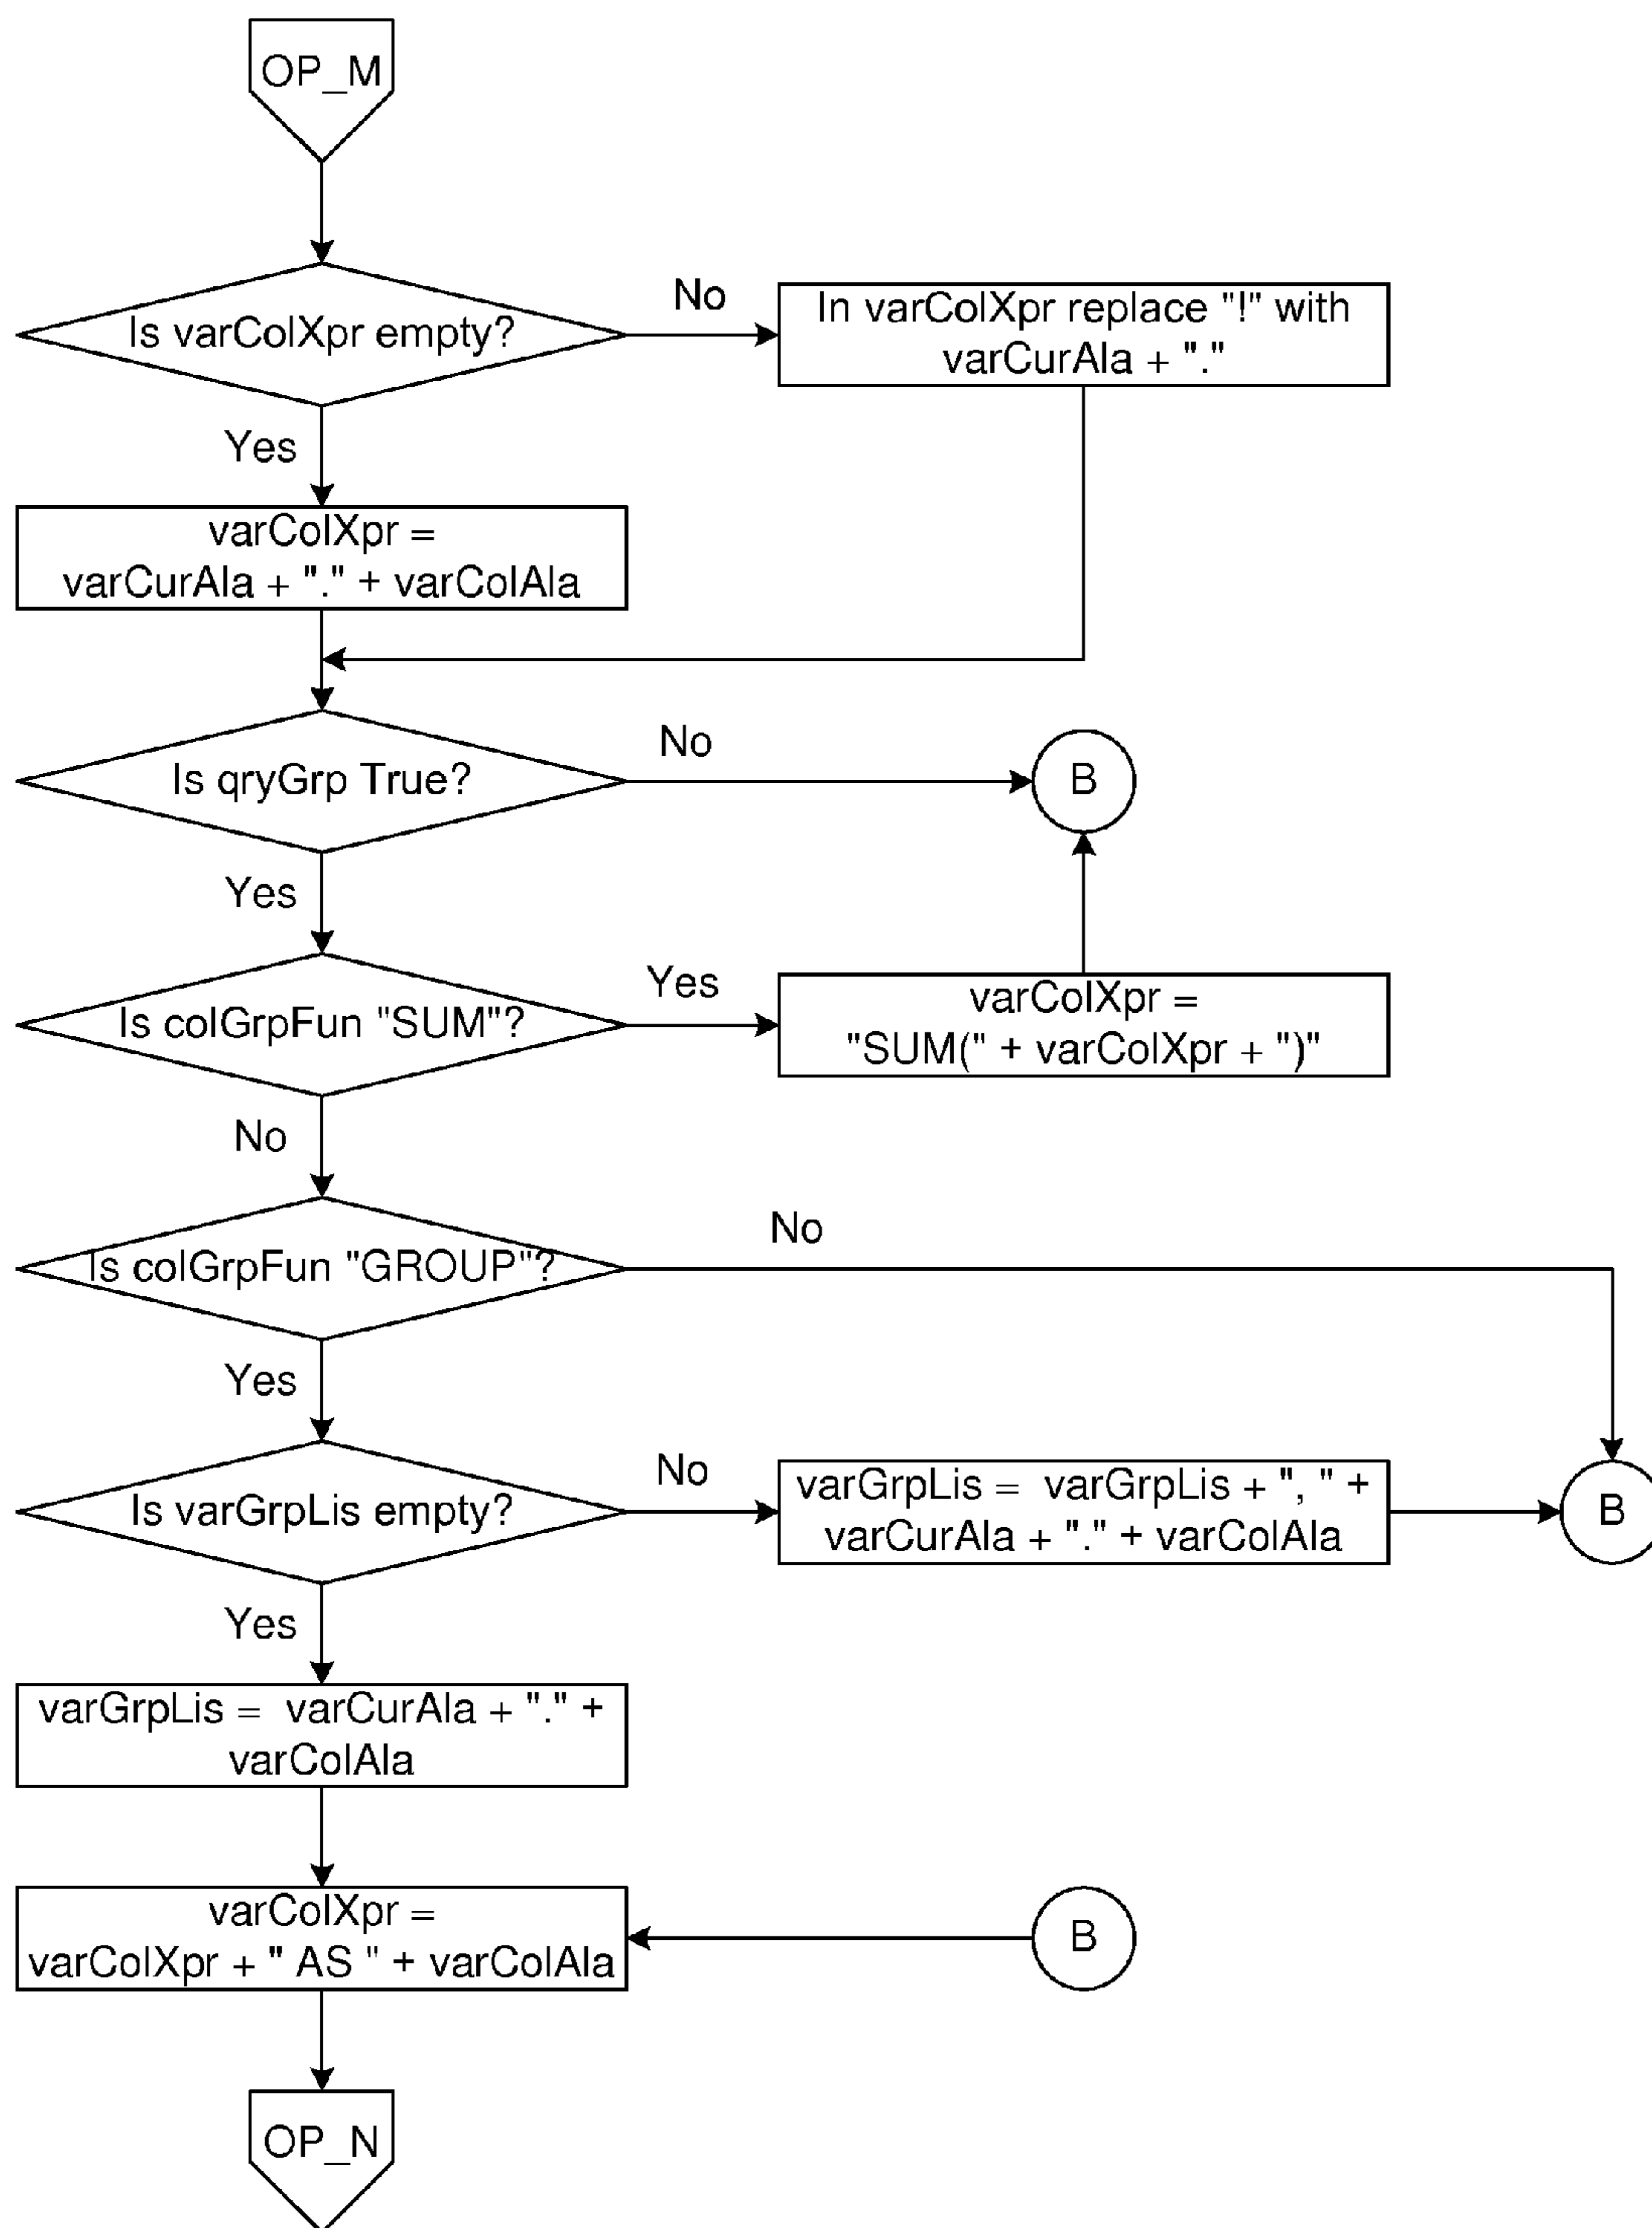 OP_M
Is varColXpr empty?
No
In varColXpr replace "!" with
varCurAla + "."
Yes
varColXpr =
varCurAla + "." + varColAla
Is qryGrp True?
No
B
Yes
Is colGrpFun "SUM"?
Yes
varColXpr =
"SUM(" + varColXpr + ")"
No
Is colGrpFun "GROUP"?
No
Yes
Is varGrpLis empty?
No
varGrpLis = varGrpLis + ", " +
varCurAla + "." + varColAla
B
Yes
varGrpLis = varCurAla + "." +
varColAla
varColXpr =
varColXpr + " AS " + varColAla
B
OP_N